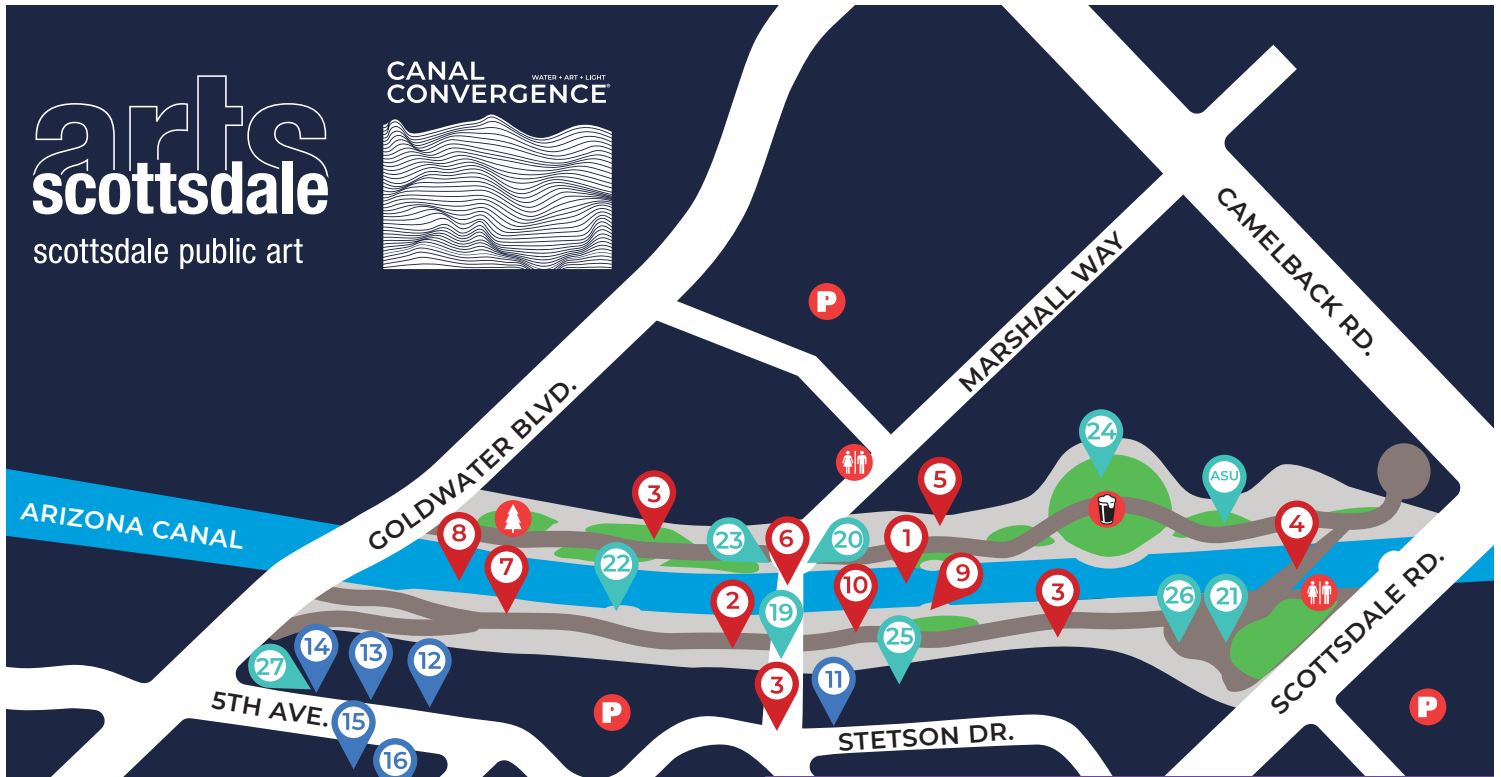 arts
scottsdale
scottsdale public art
CANAL
CONVERGENCE®
WATER + ART + LIGHT
CAMELBACK RD.
MARSHALL WAY
P
GOLDWATER BLVD.
ARIZONA CANAL
24
ASU
5
3
4
8
23
6
20
1
7
22
10
9
2
19
3
26
21
25
14
13
12
27
3
11
SCOTTSDALE RD.
5TH AVE.
15
16
P
STETSON DR.
P